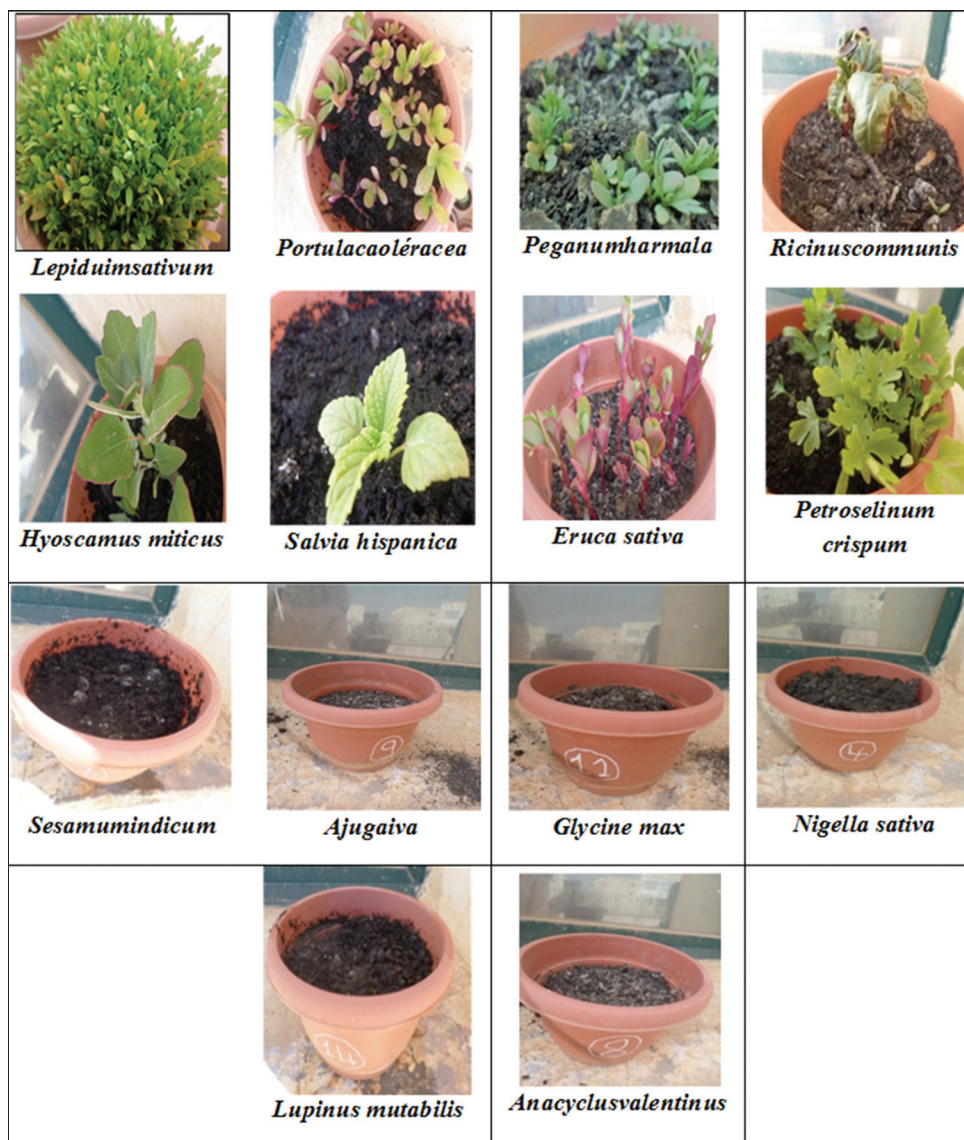 Lepiduimsativum
Portulacaoléracea
Peganumharmala
Ricinuscommunis
Hyoscamus miticus
Salvia hispanica
Eruca sativa
Petroselinum
crispum
9
11
4
Sesamumindicum
Ajugaiva
Glycine max
Nigella sativa
14
8
Lupinus mutabilis
Anacyclusvalentinus